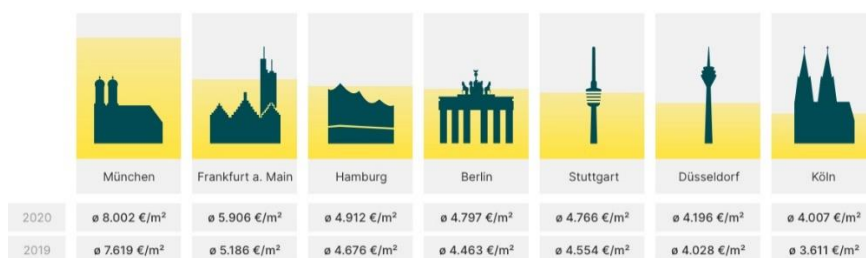 München Frankfurt a. Main Hamburg Berlin Stuttgart Düsseldorf Köln
2020 ø 8.002 €/m² ø 5.906 €/m² ø 4.912 €/m² ø 4.797 €/m² ø 4.766 €/m² ø 4.196 €/m² ø 4.007 €/m²
2019 ø 7.619 €/m² ø 5.186 €/m² ø 4.676 €/m² ø 4.463 €/m² ø 4.554 €/m² ø 4.028 €/m² ø 3.611 €/m²